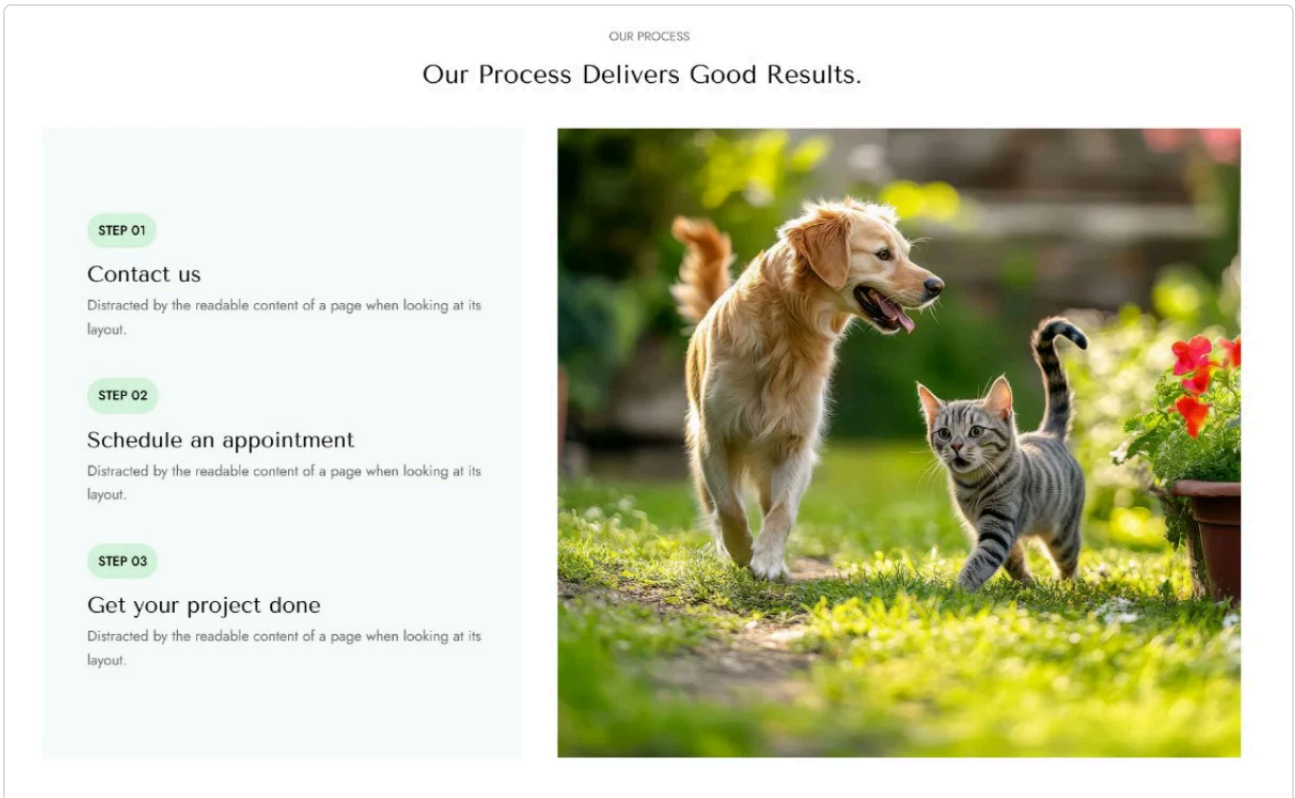 OUR PROCESS
Our Process Delivers Good Results.
STEP 01
Contact us
Distracted by the readable content of a page when looking at its
layout.
STEP 02
Schedule an appointment
Distracted by the readable content of a page when looking at its
layout.
STEP 03
Get your project done
Distracted by the readable content of a page when looking at its
layout.